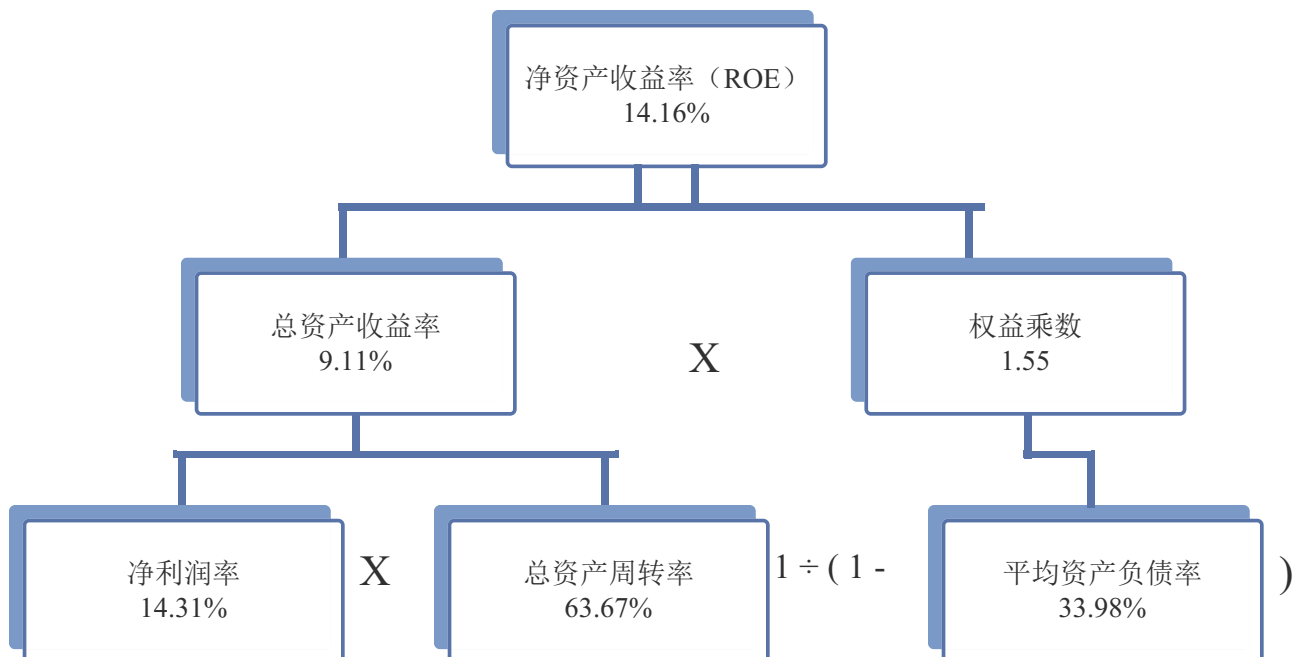 净资产收益率（ROE）
14.16%
总资产收益率
9.11%
X
权益乘数
1.55
净利润率
14.31%
X
总资产周转率
63.67%
1 ÷ ( 1 -
平均资产负债率
33.98%
)